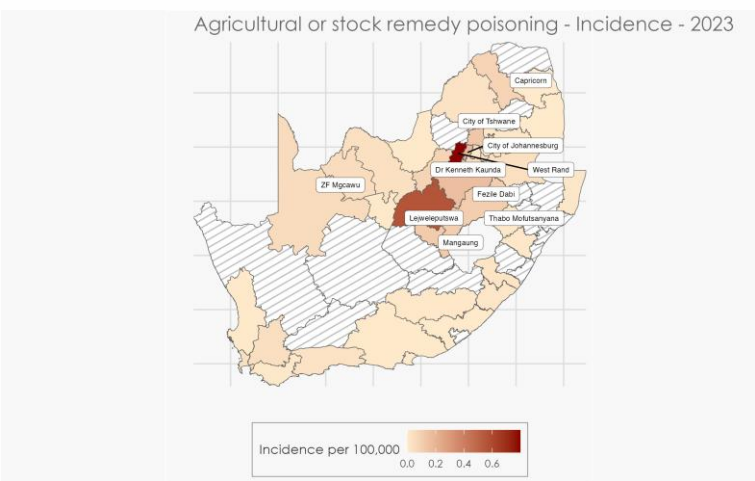 Agricultural or stock remedy poisoning - Incidence - 2023
Capricorn
City of Tshwane
City of Johannesburg
Dr Kenneth Kaunda
West Rand
ZF Mgcawu
Fezile Dabi
Lejweleputswa
Thabo Mofutsanyana
Mangaung
Incidence per 100,000
0.0 0.2 0.4 0.6